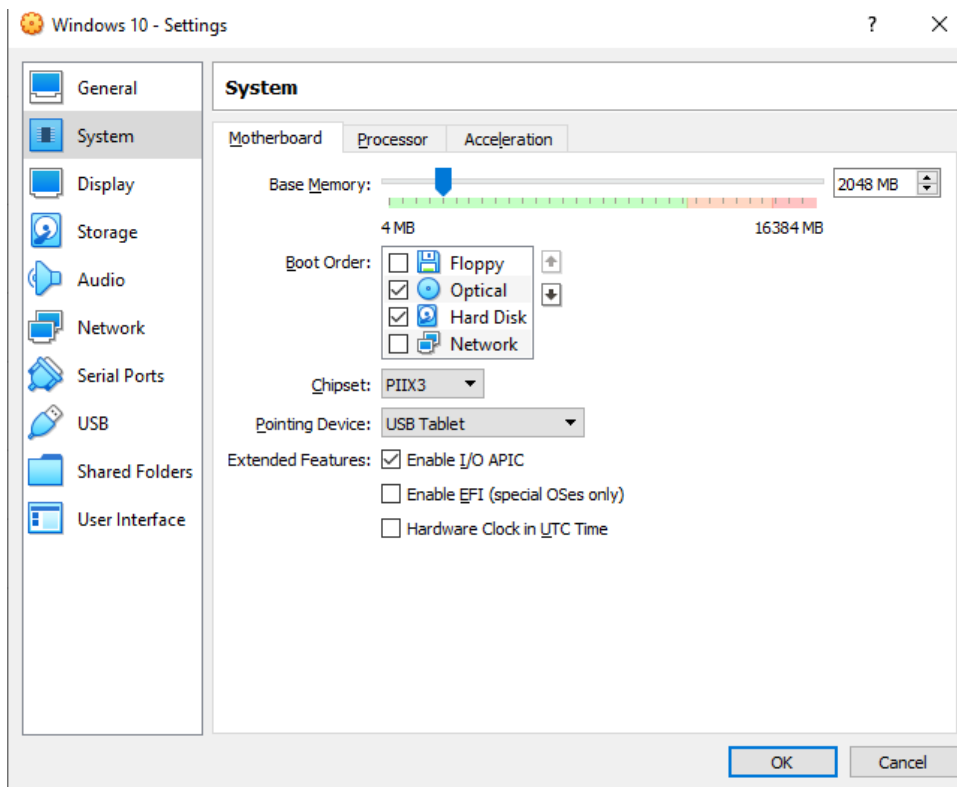 Windows 10 - Settings
?
General
System
Display
Storage
Audio
Network
Serial Ports
USB
Shared Folders
User Interface
System
Motherboard Processor Acceleration
Base Memory: 2048 MB
4 MB 16384 MB
Boot Order: Floppy
Optical
Hard Disk
Network
Chipset: PIIX3
Pointing Device: USB Tablet
Extended Features: Enable I/O APIC
Enable EFI (special OSes only)
Hardware Clock in UTC Time
OK Cancel